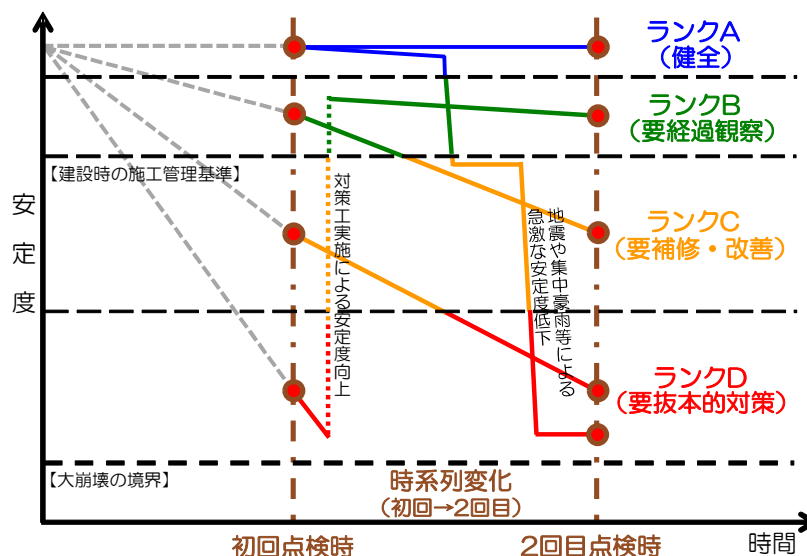 ランクA
（健全）
ランクB
（要経過観察）
【建設時の施工管理基準】
安定度
対策工実施による安定度向上
地震や集中豪雨等による
急激な安定度低下
ランクC
（要補修・改善）
ランクD
（要抜本的対策）
【大崩壊の境界】
時系列変化
（初回→2回目）
初回点検時
2回目点検時
時間